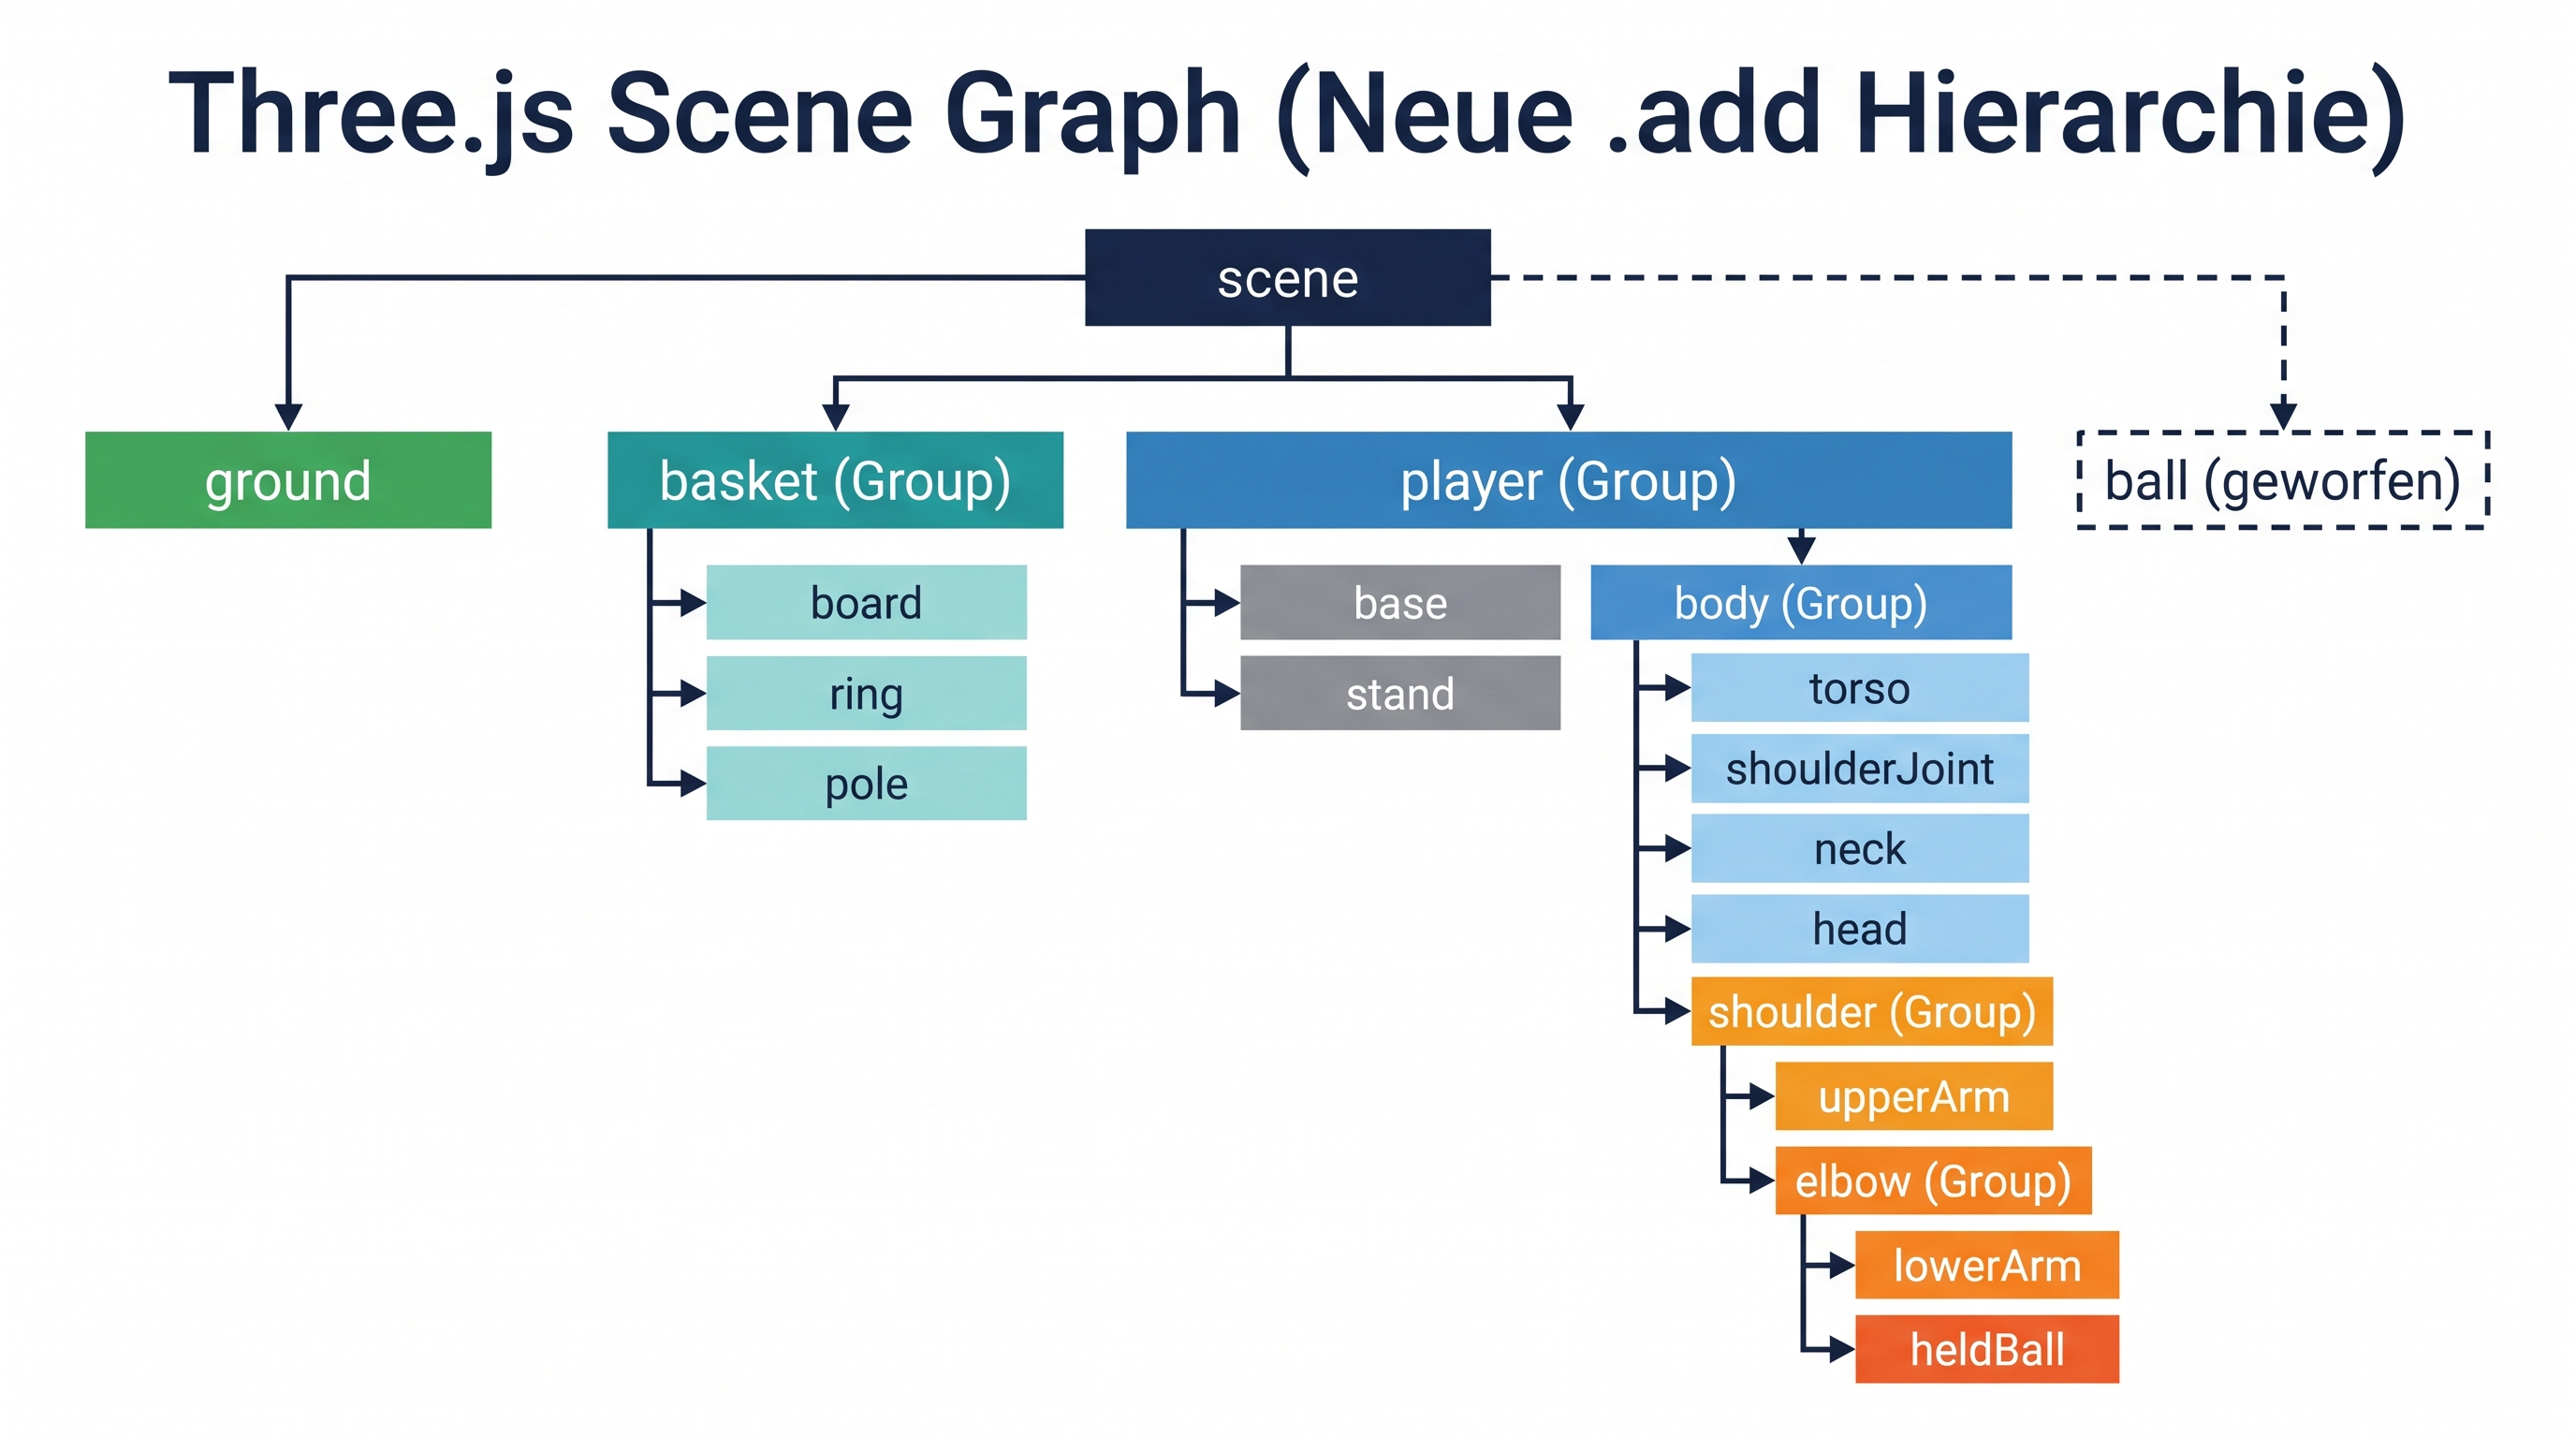 Three.js Scene Graph (Neue .add Hierarchie)
scene
ground
basket (Group)
player (Group)
ball (geworfen)
board
ring
pole
base
stand
body (Group)
torso
shoulderJoint
neck
head
shoulder (Group)
upperArm
elbow (Group)
lowerArm
heldBall